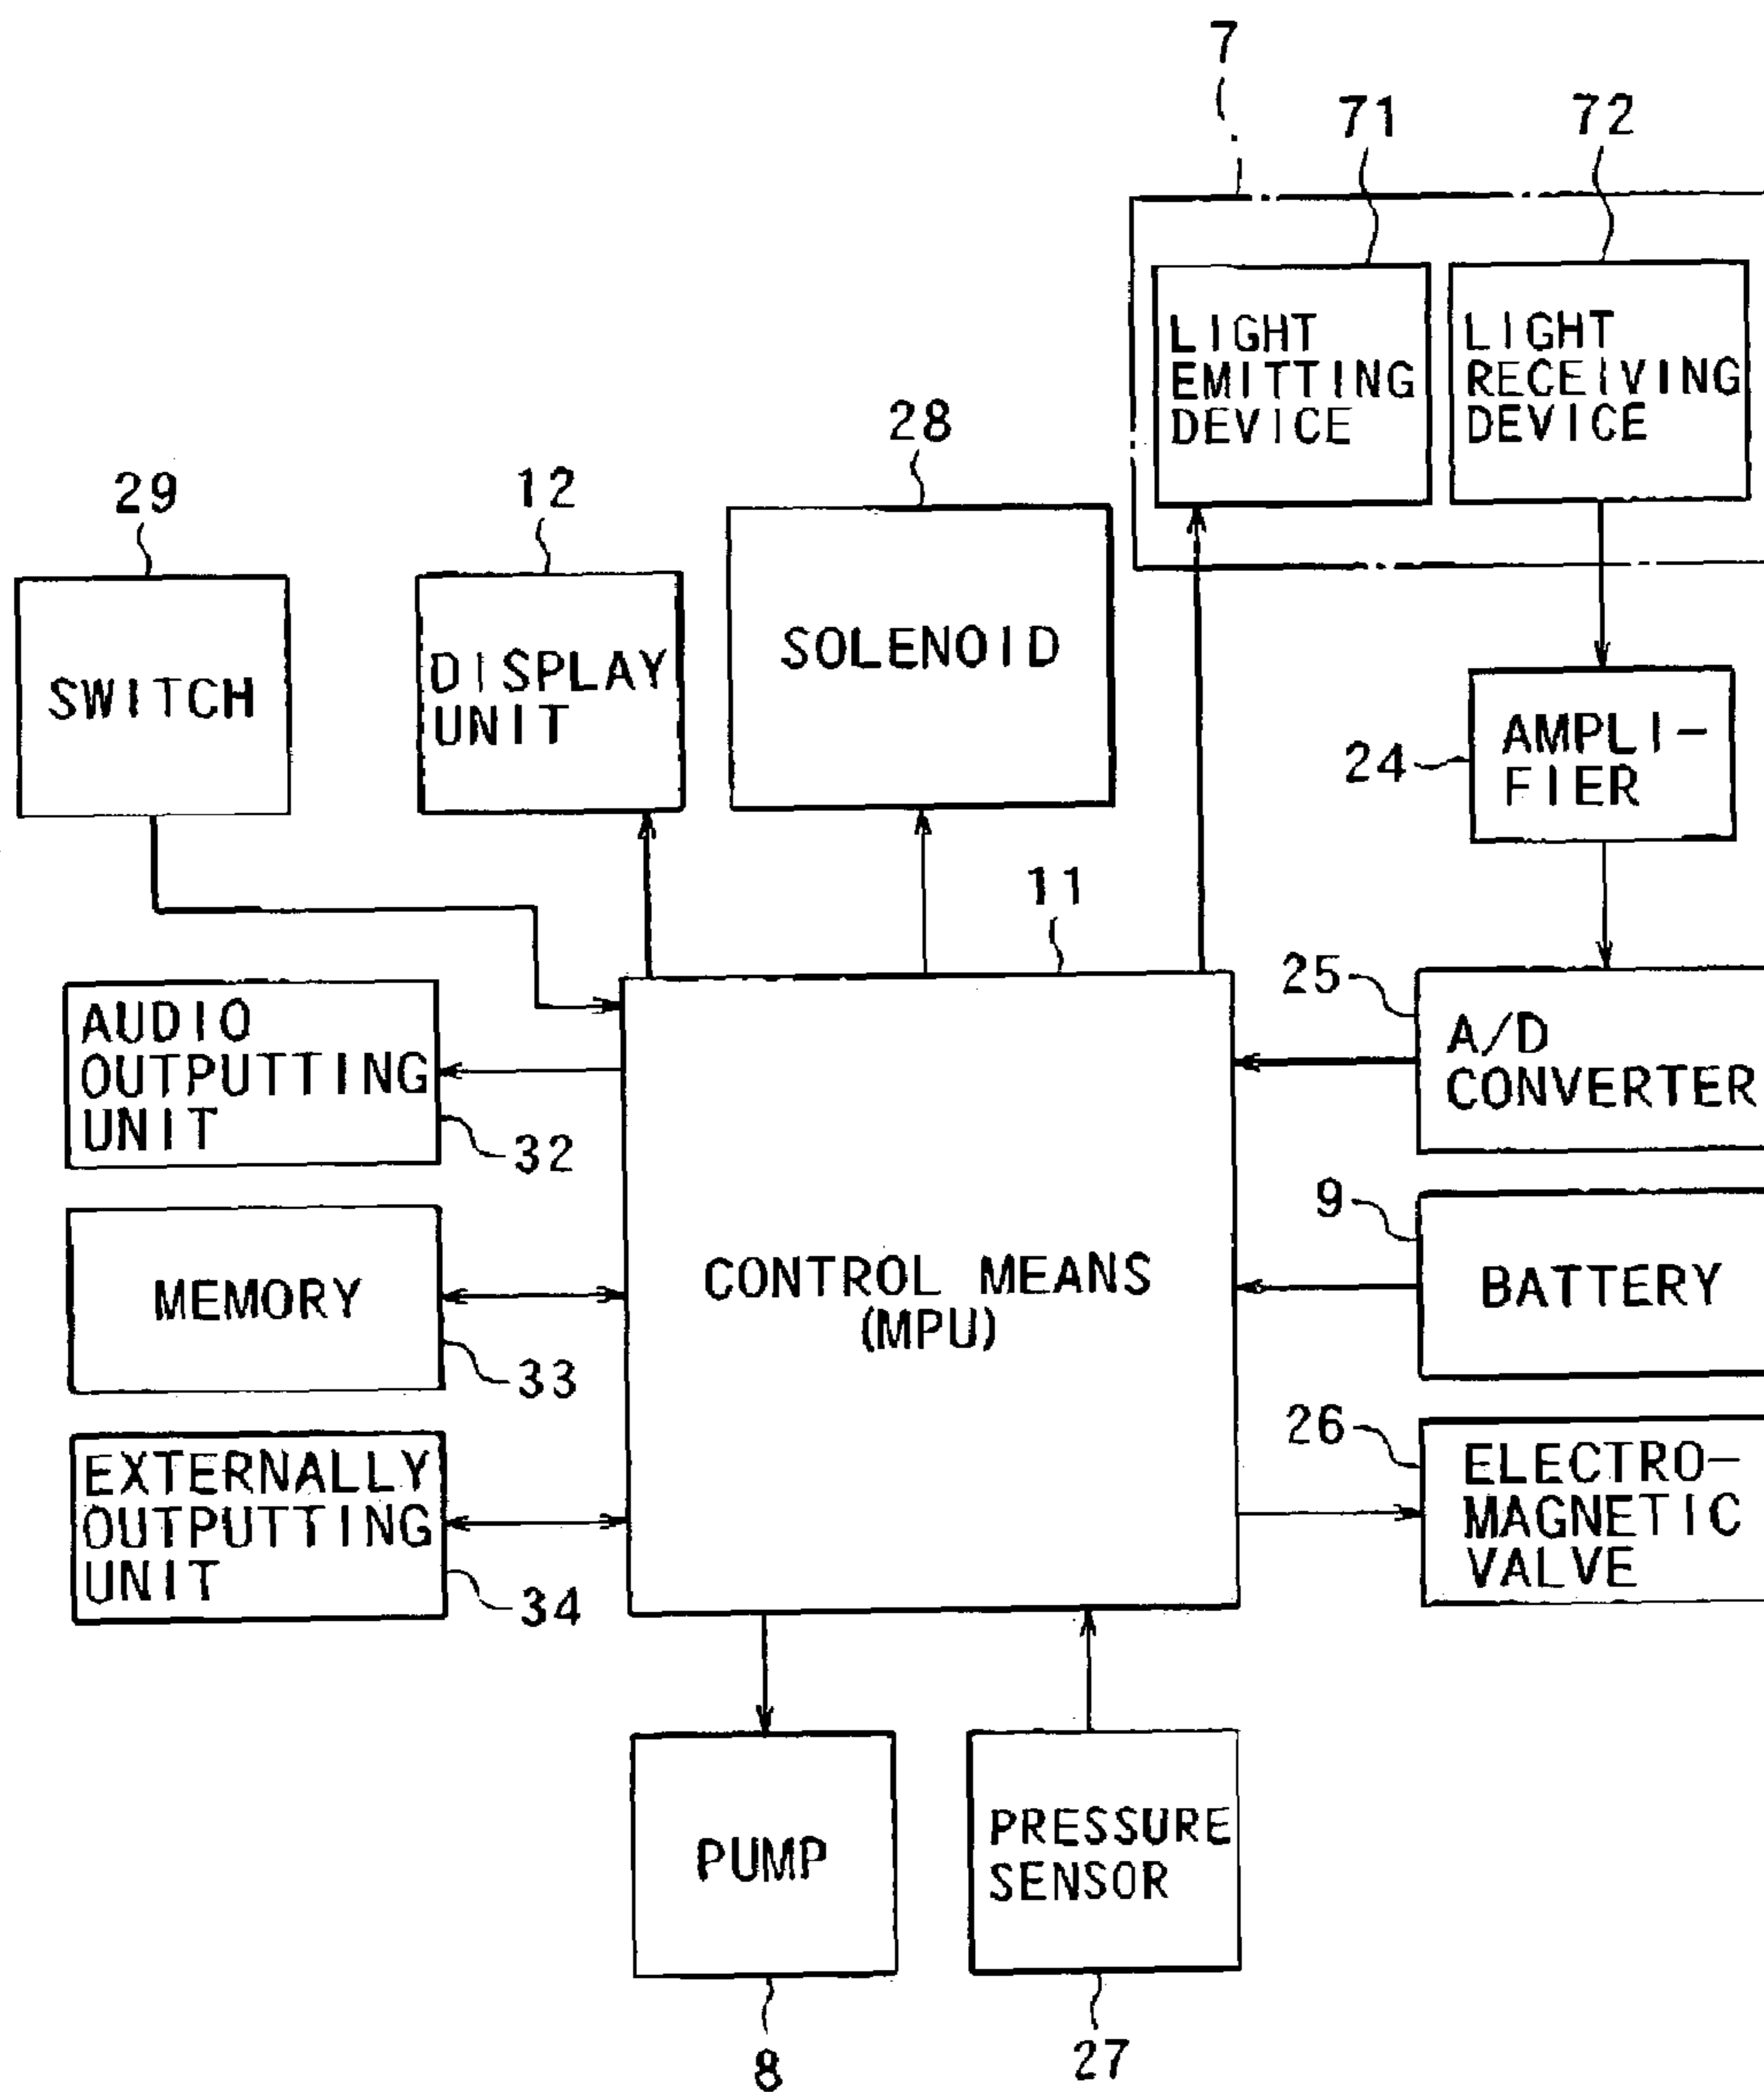 7
71
72
LIGHT
EMITTING
DEVICE
LIGHT
RECEIVING
DEVICE
28
29
12
SOLENOID
SWITCH
DISPLAY
UNIT
24
AMPLI-
FIER
11
25
AUDIO
OUTPUTTING
UNIT
32
A/D
CONVERTER
9
MEMORY
33
CONTROL MEANS
(MPU)
BATTERY
26
EXTERNALLY
OUTPUTTING
UNIT
34
ELECTRO-
MAGNETIC
VALVE
PUMP
PRESSURE
SENSOR
8
27